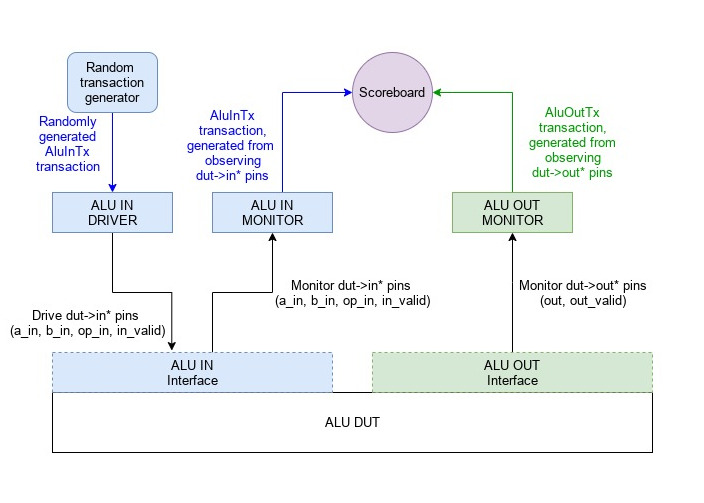 Random
transaction
generator
Scoreboard
Randomly
generated
AluInTx
transaction
AluInTx
transaction,
generated from
observing
dut->in* pins
AluOutTx
transaction,
generated from
observing
dut->out* pins
ALU IN
DRIVER
ALU IN
MONITOR
ALU OUT
MONITOR
Drive dut->in* pins
(a_in, b_in, op_in, in_valid)
Monitor dut->in* pins
(a_in, b_in, op_in, in_valid)
Monitor dut->out* pins
(out, out_valid)
ALU IN
Interface
ALU OUT
Interface
ALU DUT